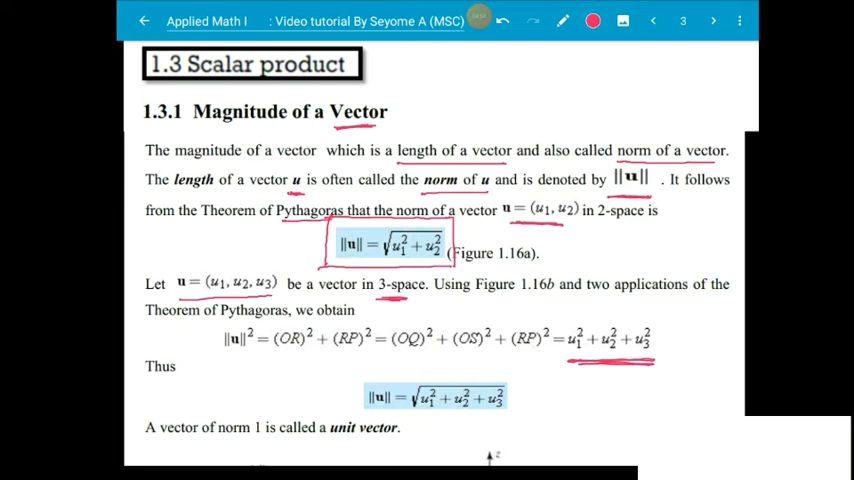 Applied Math I : Video tutorial By Seyome A (MSC) 3
1.3 Scalar product
1.3.1 Magnitude of a Vector
The magnitude of a vector which is a length of a vector and also called norm of a vector.
The length of a vector u is often called the norm of u and is denoted by ||u|| . It follows
from the Theorem of Pythagoras that the norm of a vector u = (u₁, u₂) in 2-space is
||u|| = √(u₁² + u₂²) (Figure 1.16a).
Let u = (u₁, u₂, u₃) be a vector in 3-space. Using Figure 1.16b and two applications of the
Theorem of Pythagoras, we obtain
||u||² = (OR)² + (RP)² = (OQ)² + (OS)² + (RP)² = u₁² + u₂² + u₃²
Thus
||u|| = √(u₁² + u₂² + u₃²)
A vector of norm 1 is called a unit vector.
z